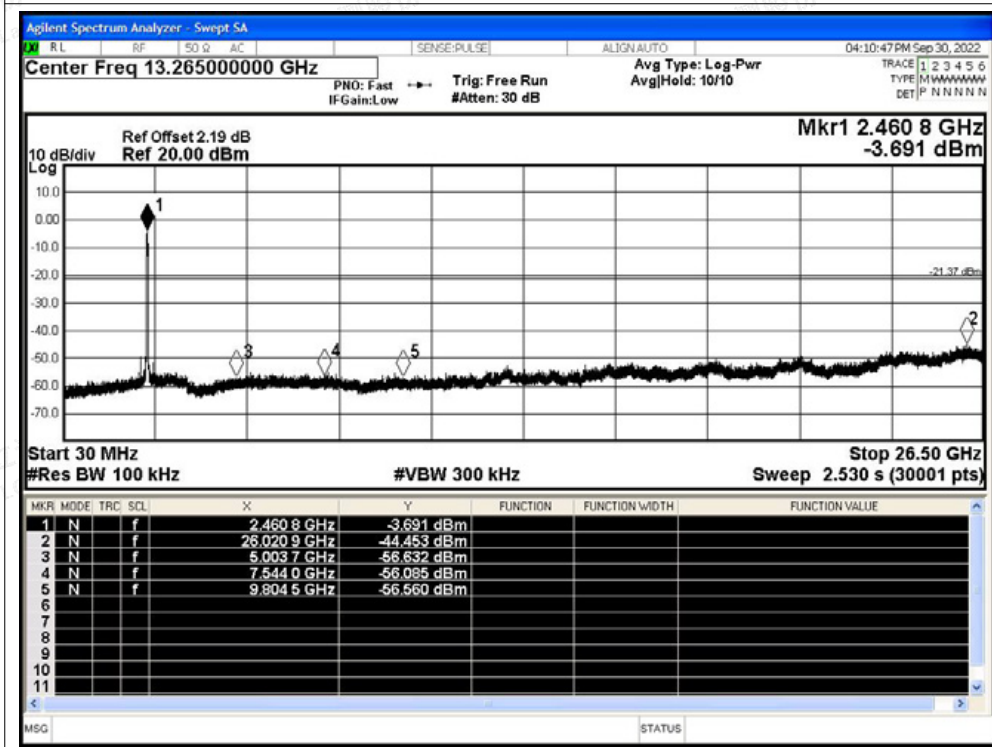 Agilent Spectrum Analyzer - Swept SA
LXI RL RF 50 Ω AC SENSE:PULSE ALIGN AUTO 04:10:47 PM Sep 30, 2022
Center Freq 13.265000000 GHz Avg Type: Log-Pwr TRACE 1 2 3 4 5 6
PNO: Fast Trig: Free Run Avg|Hold: 10/10 TYPE M WWWWW
IFGain:Low #Atten: 30 dB DET P N N N N N
Mkr1 2.460 8 GHz
Ref Offset 2.19 dB
10 dB/div Ref 20.00 dBm -3.691 dBm
Log
10.0
1
0.00
-10.0
-20.0
-21.37 dBm
-30.0
-40.0
2
-50.0
3 4 5
-60.0
-70.0
Start 30 MHz Stop 26.50 GHz
#Res BW 100 kHz #VBW 300 kHz Sweep 2.530 s (30001 pts)
MKR MODE TRC SCL X Y FUNCTION FUNCTION WIDTH FUNCTION VALUE
1 N f 2.460 8 GHz -3.691 dBm
2 N f 26.020 9 GHz -44.453 dBm
3 N f 5.003 7 GHz -56.632 dBm
4 N f 7.544 0 GHz -56.085 dBm
5 N f 9.804 5 GHz -56.560 dBm
6
7
8
9
10
11
MSG STATUS